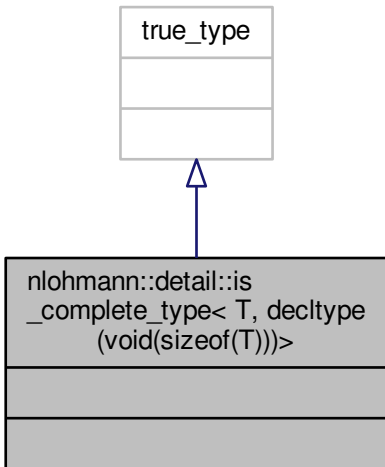 true_type
nlohmann::detail::is
_complete_type< T, decltype
(void(sizeof(T)))>